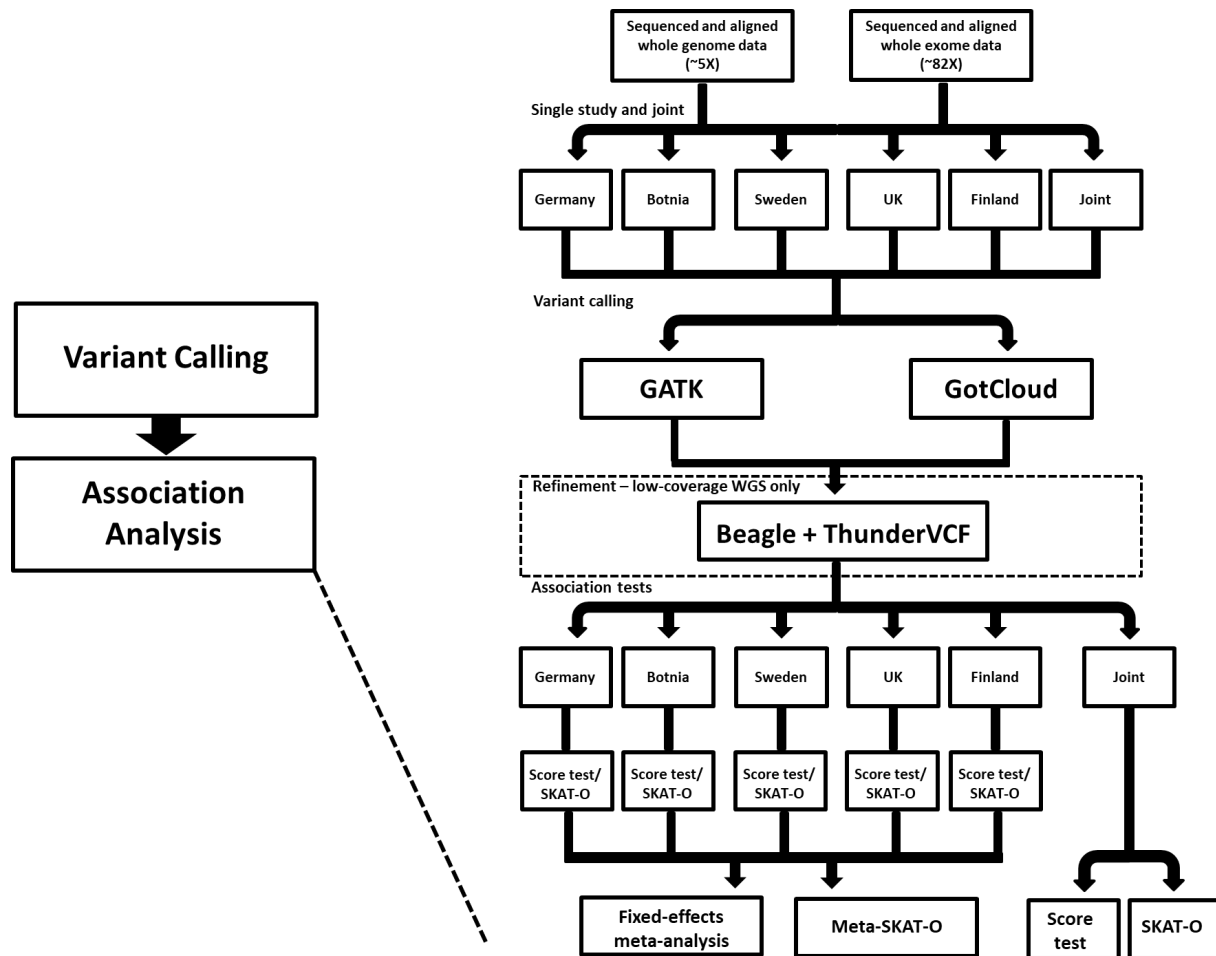 Variant Calling
Association
Analysis
Sequenced and aligned
whole genome data
(~5X)
Sequenced and aligned
whole exome data
(~82X)
Single study and joint
Germany
Botnia
Sweden
UK
Finland
Joint
Variant calling
GATK
GotCloud
Refinement – low-coverage WGS only
Beagle + ThunderVCF
Association tests
Germany
Botnia
Sweden
UK
Finland
Joint
Score test/
SKAT-O
Score test/
SKAT-O
Score test/
SKAT-O
Score test/
SKAT-O
Score test/
SKAT-O
Fixed-effects
meta-analysis
Meta-SKAT-O
Score
test
SKAT-O